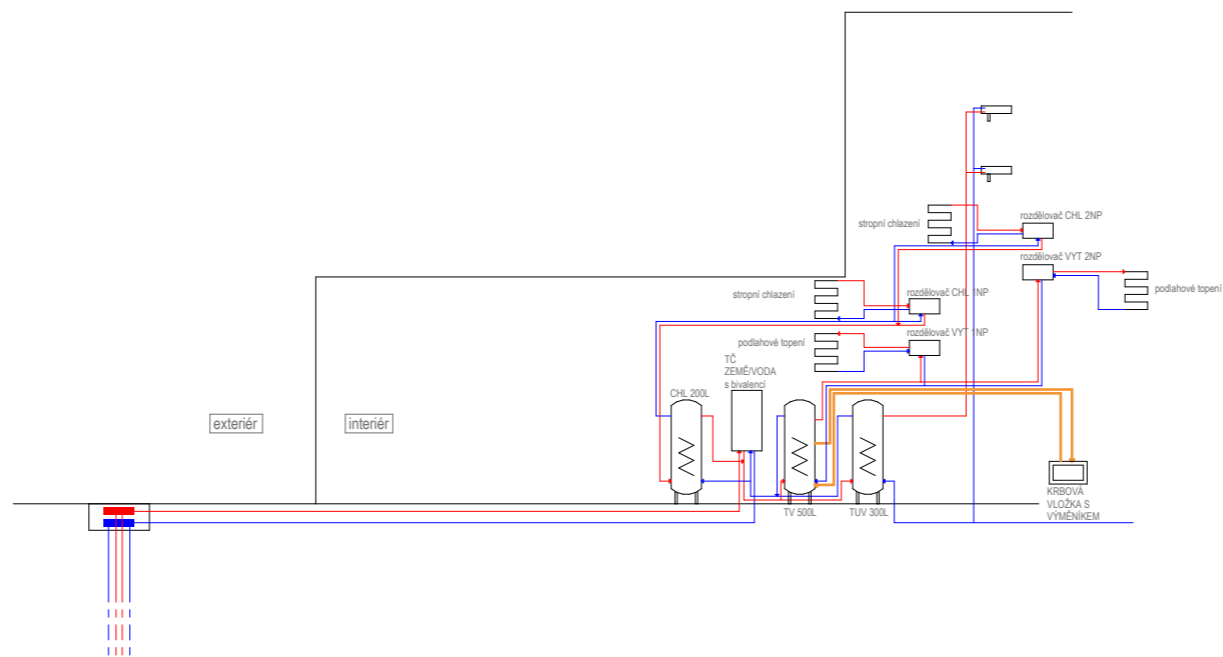 rozdělovač CHL 2NP
stropní chlazení
rozdělovač VYT 2NP
podlahové topení
stropní chlazení
rozdělovač CHL 1NP
rozdělovač VYT 1NP
podlahové topení
TČ
ZEMĚ/VODA
s bivalencí
CHL 200L
exteriér
interiér
TV 500L
TUV 300L
KRBOVÁ
VLOŽKA S
VÝMĚNÍKEM